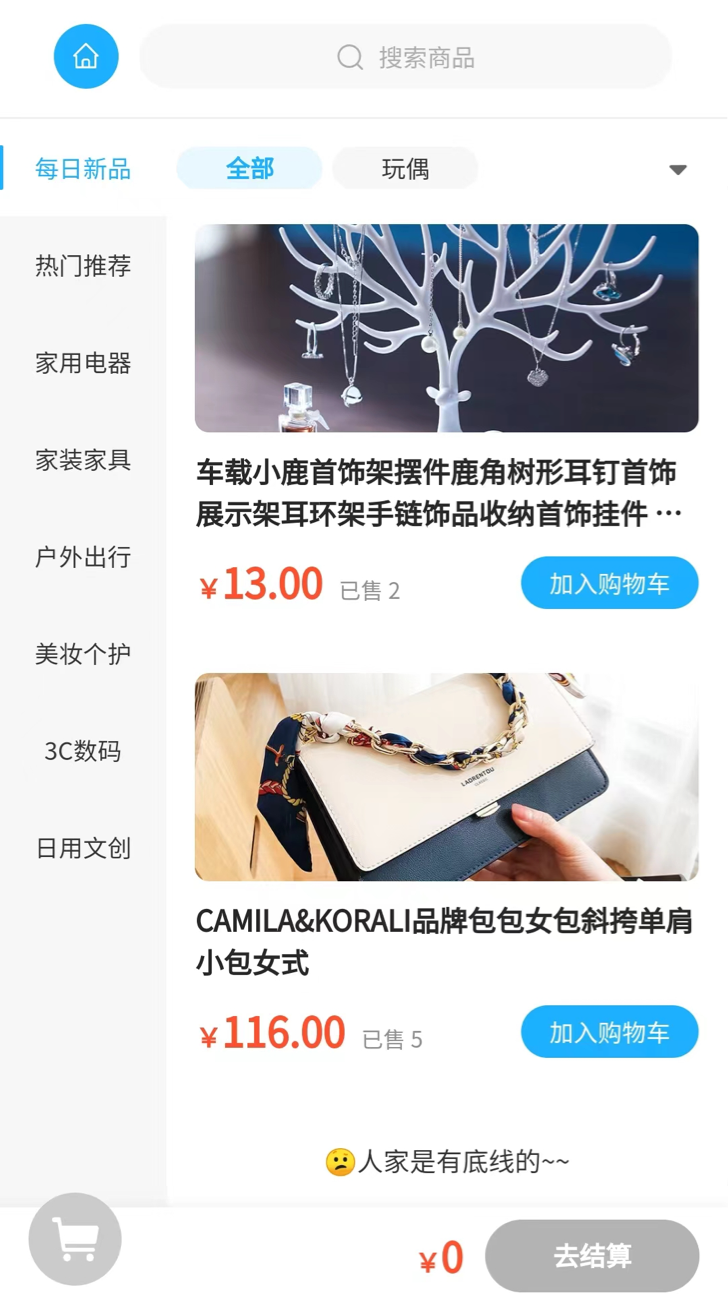 搜索商品
每日新品
全部
玩偶
热门推荐
家用电器
家装家具
户外出行
美妆个护
3C数码
日用文创
车载小鹿首饰架摆件鹿角树形耳钉首饰
展示架耳环架手链饰品收纳首饰挂件 …
¥13.00 已售 2
加入购物车
LAORENTOU
CAMILA&KORALI品牌包包女包斜挎单肩
小包女式
¥116.00 已售 5
加入购物车
😕人家是有底线的~~
¥0
去结算